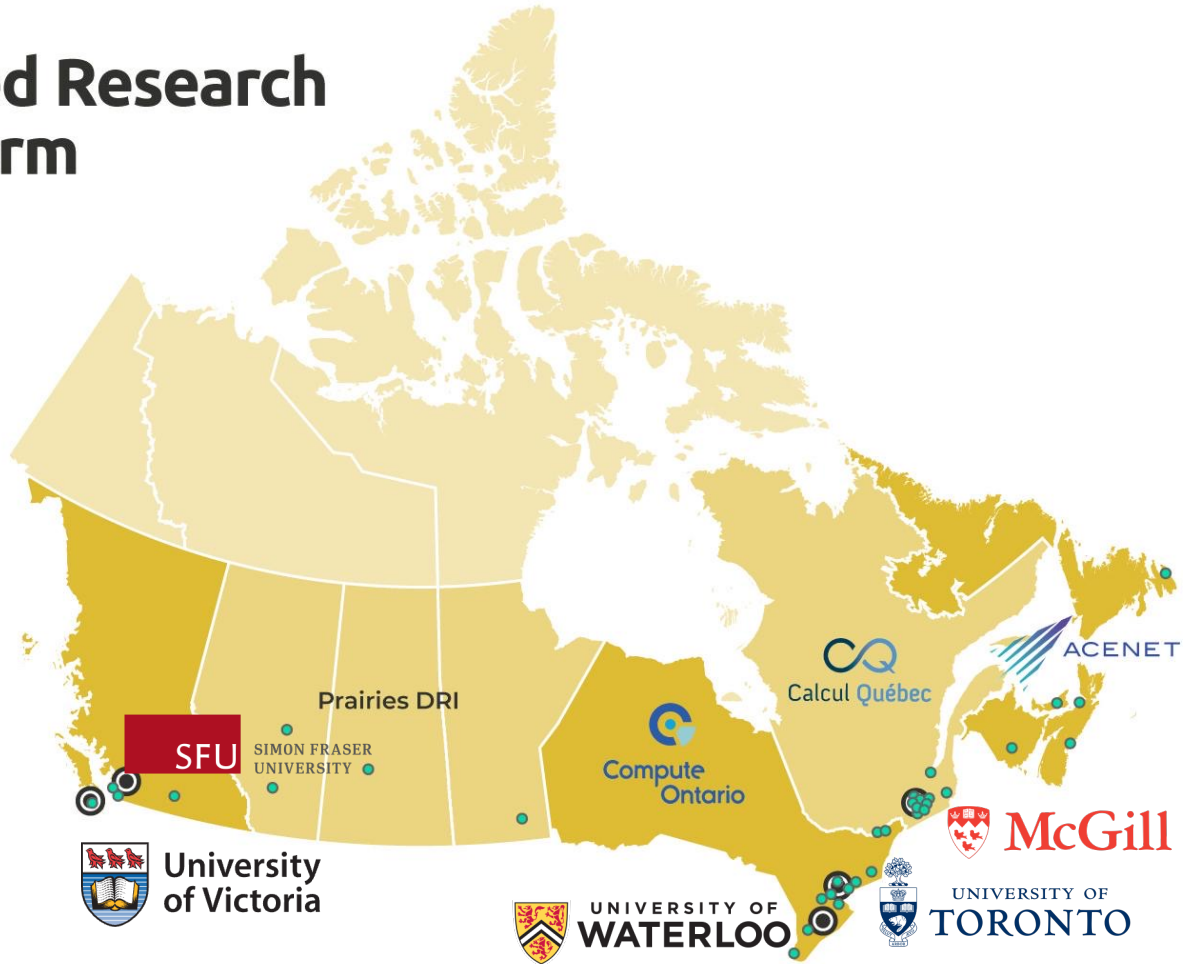 d Research
rm
ACENET
Calcul Québec
Prairies DRI
SFU
SIMON FRASER
UNIVERSITY
Compute
Ontario
McGill
University
of Victoria
UNIVERSITY OF
WATERLOO
UNIVERSITY OF
TORONTO